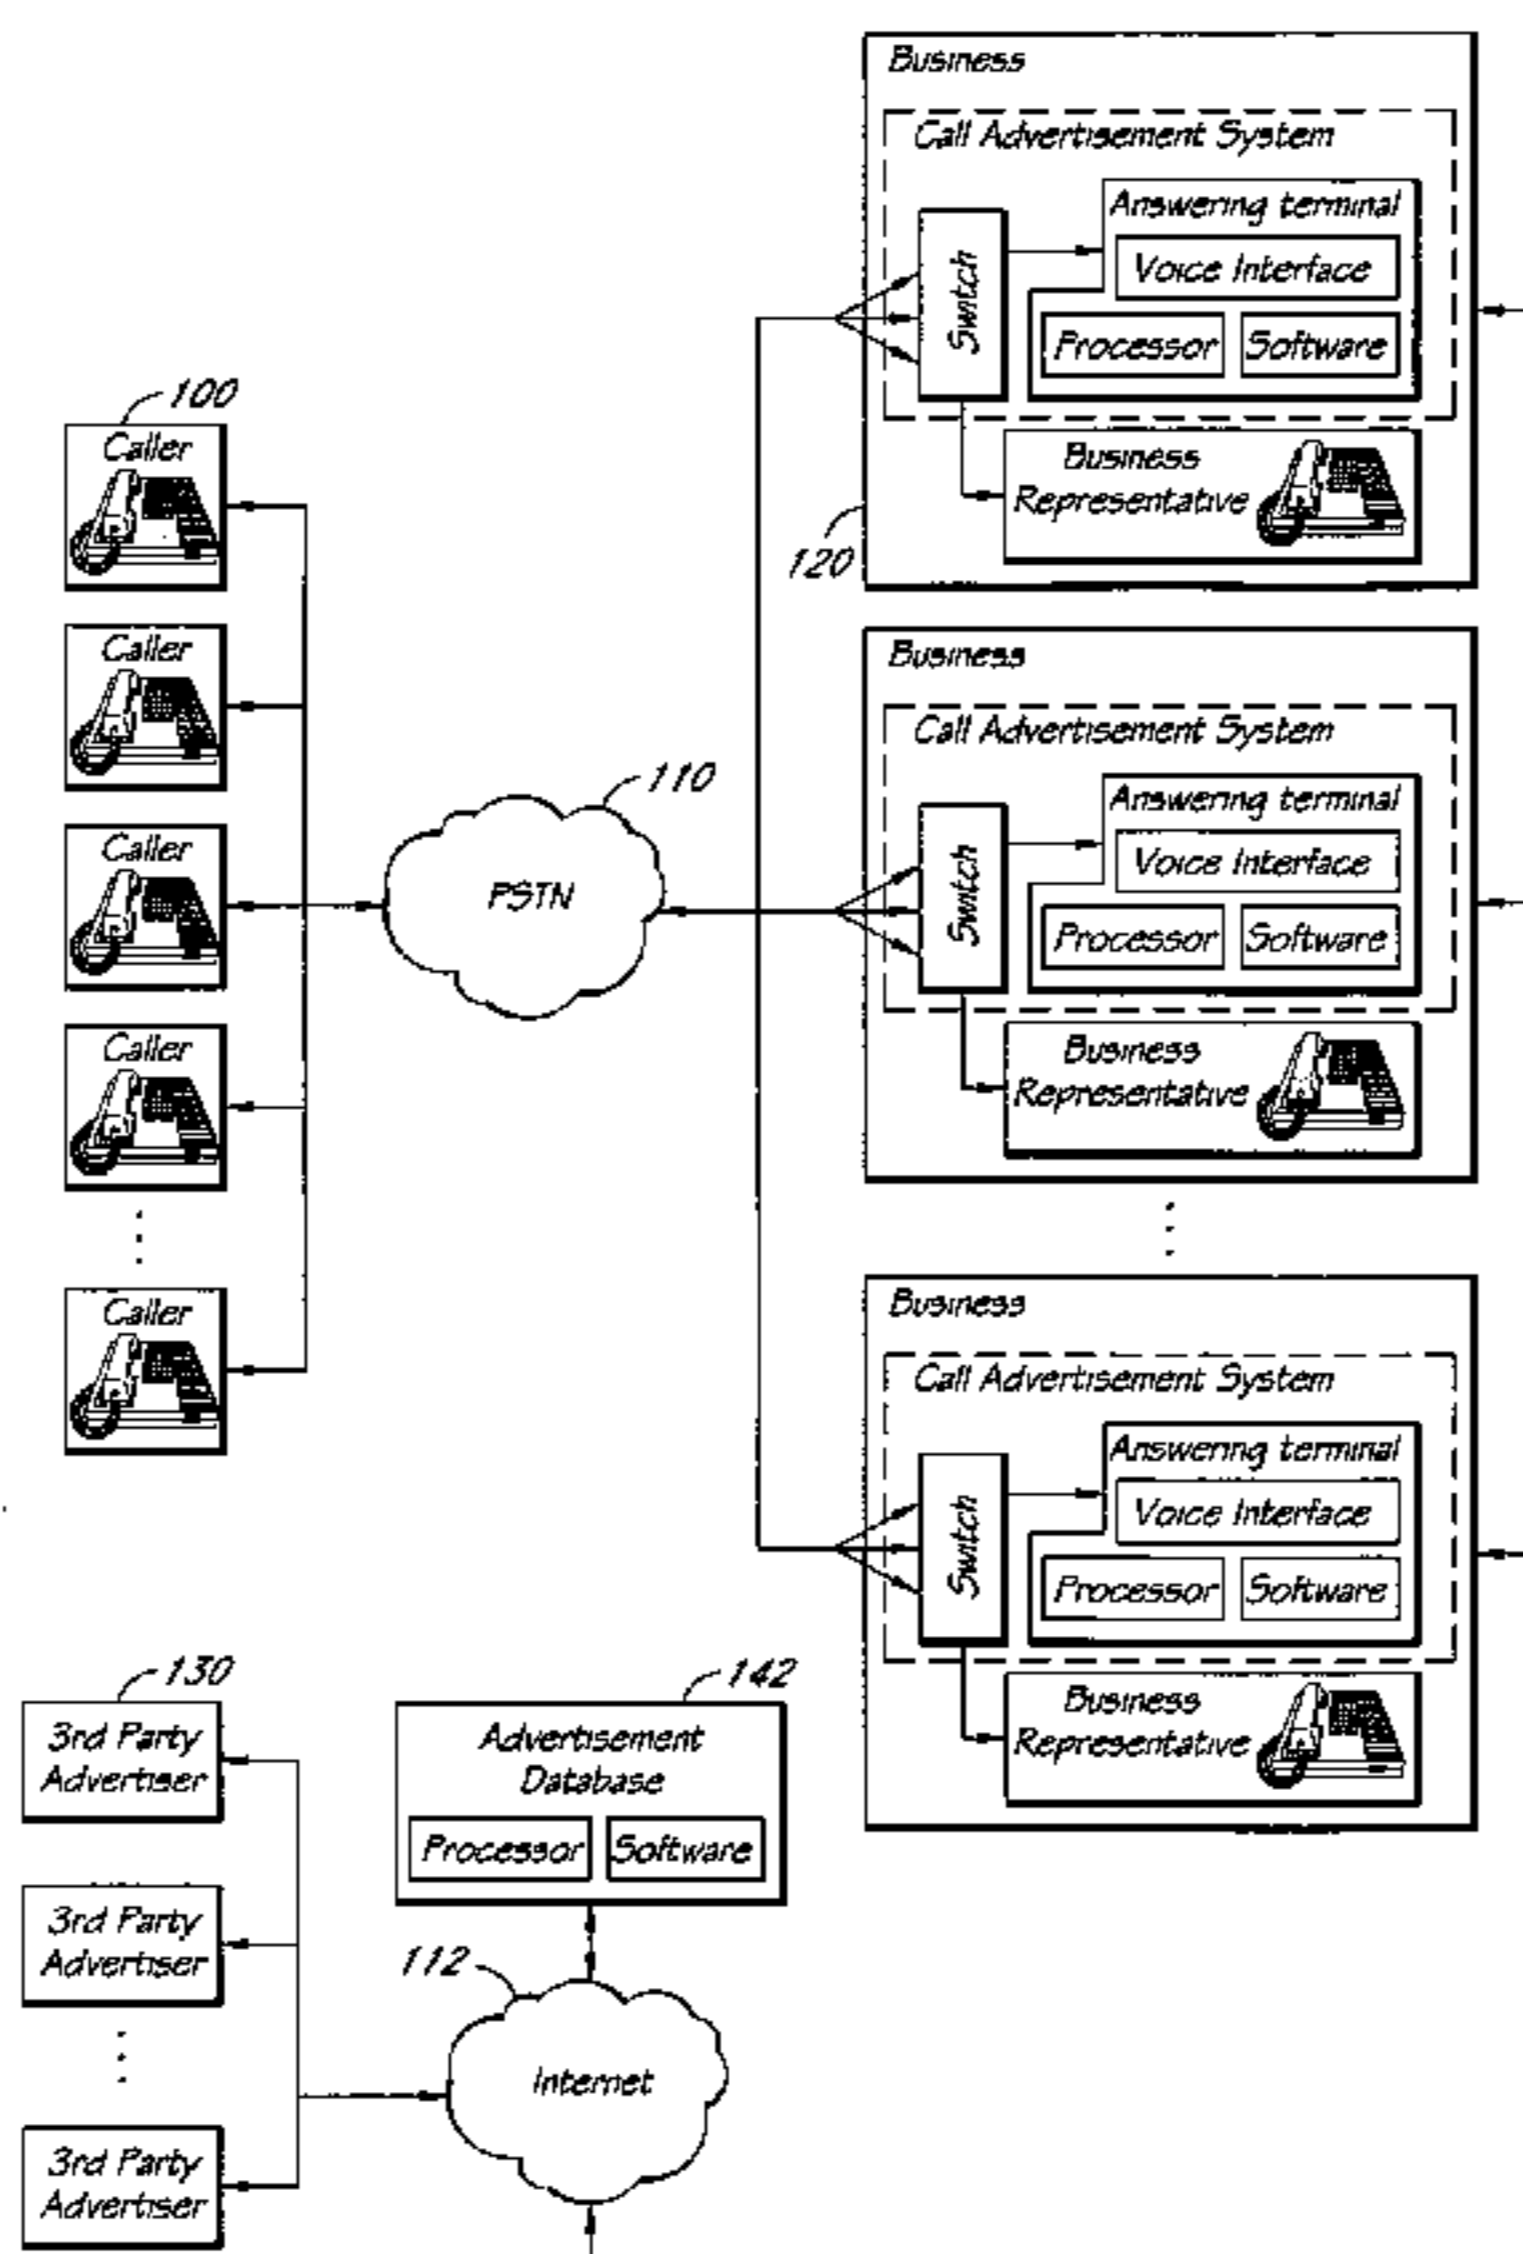 100
Caller
Caller
Caller
Caller
Caller
110
PSTN
Business
Call Advertisement System
Answering terminal
Voice Interface
Switch
Processor
Software
Business
Representative
120
Business
Call Advertisement System
Answering terminal
Voice Interface
Switch
Processor
Software
Business
Representative
Business
Call Advertisement System
Answering terminal
Voice Interface
Switch
Processor
Software
Business
Representative
130
3rd Party
Advertiser
3rd Party
Advertiser
3rd Party
Advertiser
142
Advertisement
Database
Processor
Software
112
Internet